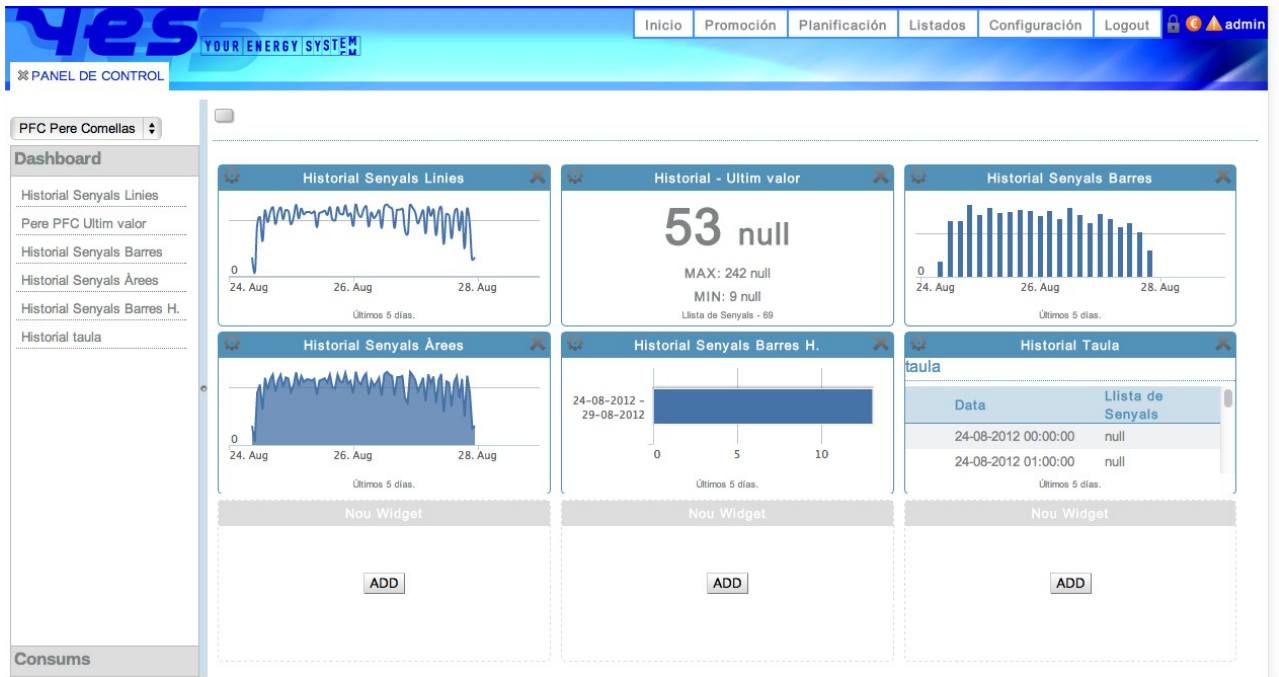 Yess
YOUR ENERGY SYSTEM
Inicio Promoción Planificación Listados Configuración Logout admin
PANEL DE CONTROL
PFC Pere Comellas
Dashboard
Historial Senyals Linies
Pere PFC Ultim valor
Historial Senyals Barres
Historial Senyals Àrees
Historial Senyals Barres H.
Historial taula
Consums
Historial Senyals Linies
0
24. Aug 26. Aug 28. Aug
Últimos 5 días.
Historial - Ultim valor
53 null
MAX: 242 null
MIN: 9 null
Llista de Senyals - 69
Historial Senyals Barres
0
24. Aug 26. Aug 28. Aug
Últimos 5 días.
Historial Senyals Àrees
0
24. Aug 26. Aug 28. Aug
Últimos 5 días.
Historial Senyals Barres H.
24-08-2012 -
29-08-2012
0 5 10
Últimos 5 días.
Historial Taula
taula
Data Llista de
Senyals
24-08-2012 00:00:00 null
24-08-2012 01:00:00 null
Últimos 5 días.
Nou Widget
ADD
Nou Widget
ADD
Nou Widget
ADD